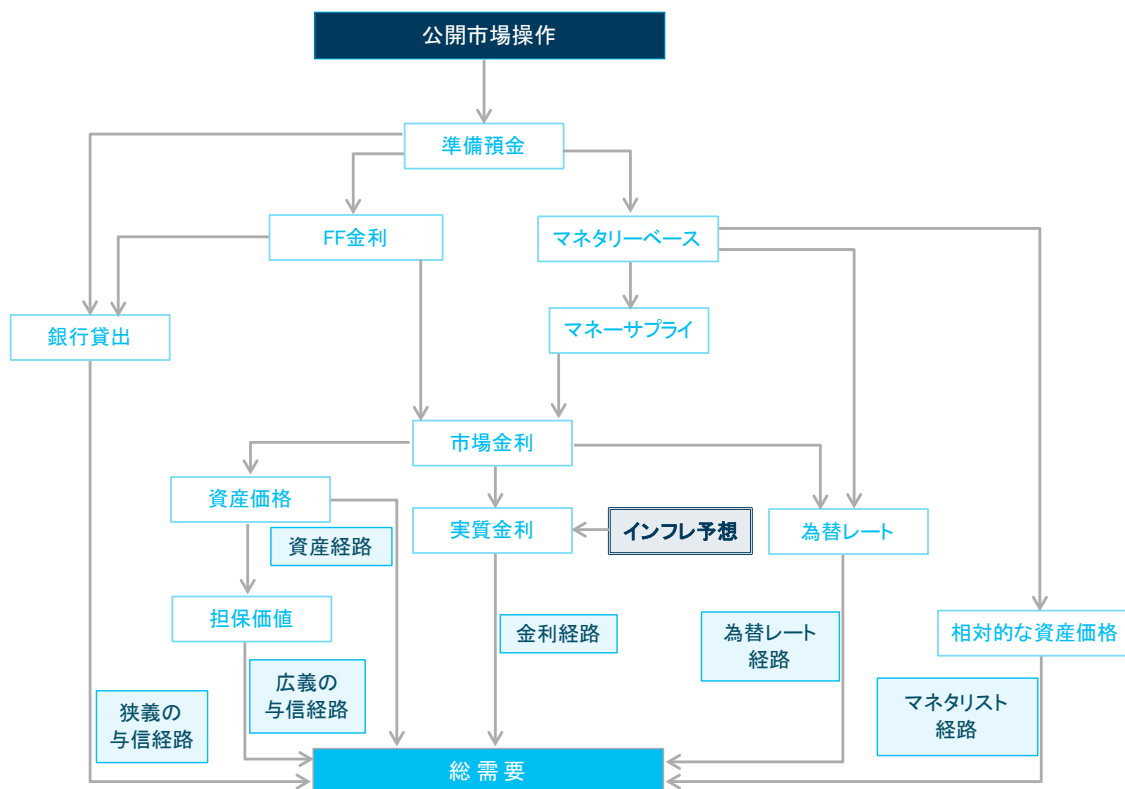 公開市場操作
準備預金
FF金利
マネタリーベース
銀行貸出
マネーサプライ
市場金利
資産価格
実質金利
インフレ予想
為替レート
資産経路
担保価値
金利経路
為替レート
経路
相対的な資産価格
広義の
与信経路
狭義の
与信経路
マネタリスト
経路
総需要